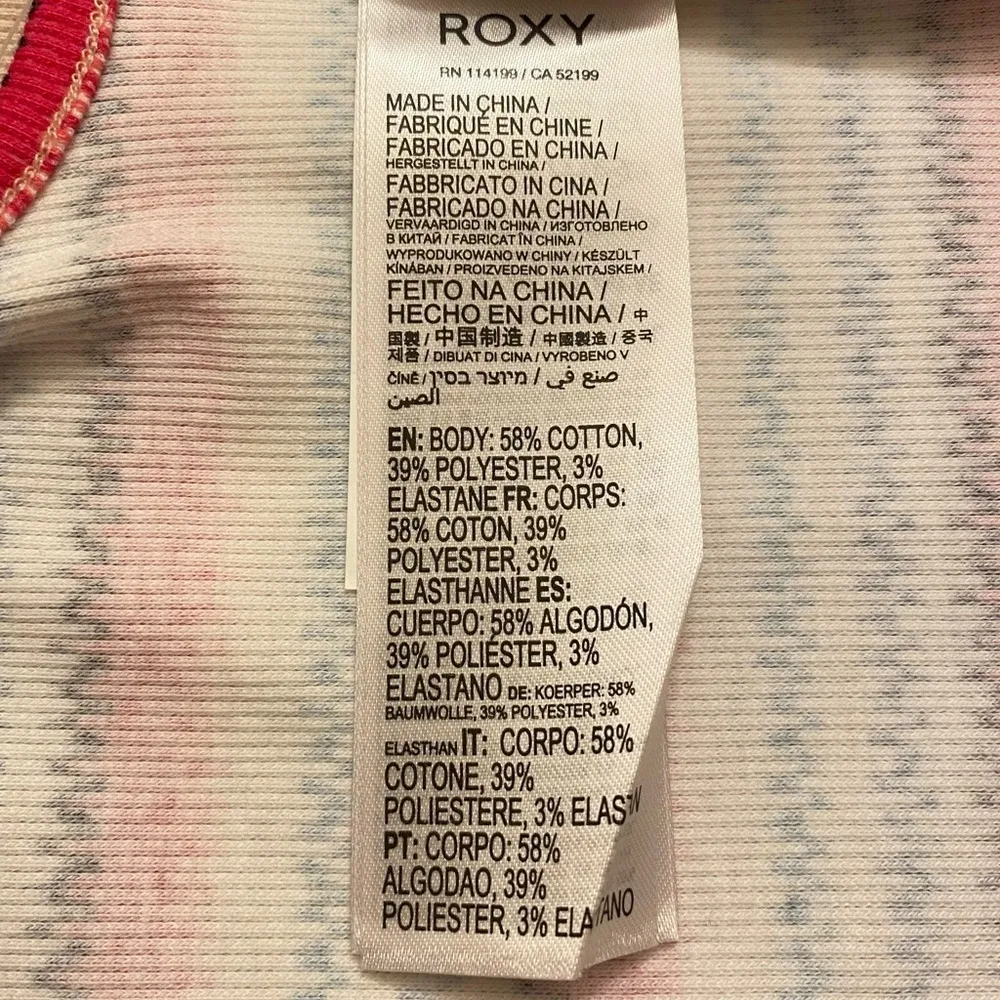 ROXY
RN 114199 / CA 52199
MADE IN CHINA /
FABRIQUÉ EN CHINE /
FABRICADO EN CHINA /
HERGESTELLT IN CHINA /
FABBRICATO IN CINA /
FABRICADO NA CHINA /
VERVAARDIGD IN CHINA / ИЗГОТОВЛЕНО
В КИТАЙ / FABRICAT ÎN CHINA /
WYPRODUKOWANO W CHINY / KÉSZÜLT
KÍNÁBAN / PROIZVEDENO NA KITAJSKEM /
FEITO NA CHINA /
HECHO EN CHINA / 中
国製 / 中国制造 / 中國製造 / 중국
제품 / DIBUAT DI CINA / VYROBENO V
ČÍNĚ / מיוצר בסין / صنع في
الصين
EN: BODY: 58% COTTON,
39% POLYESTER, 3%
ELASTANE FR: CORPS:
58% COTON, 39%
POLYESTER, 3%
ELASTHANNE ES:
CUERPO: 58% ALGODÓN,
39% POLIÉSTER, 3%
ELASTANO DE: KOERPER: 58%
BAUMWOLLE, 39% POLYESTER, 3%
ELASTHAN IT: CORPO: 58%
COTONE, 39%
POLIESTERE, 3%
PT: CORPO: 58%
ALGODAO, 39%
POLIESTER, 3% ELASTANO